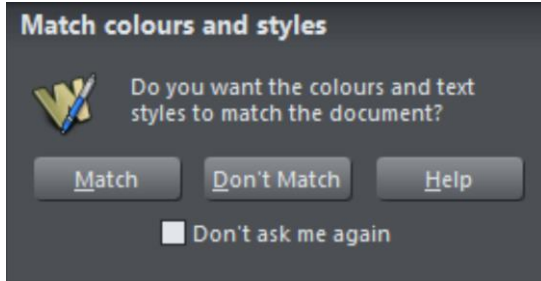 Match colours and styles
Do you want the colours and text
styles to match the document?
Match
Don't Match
Help
Don't ask me again